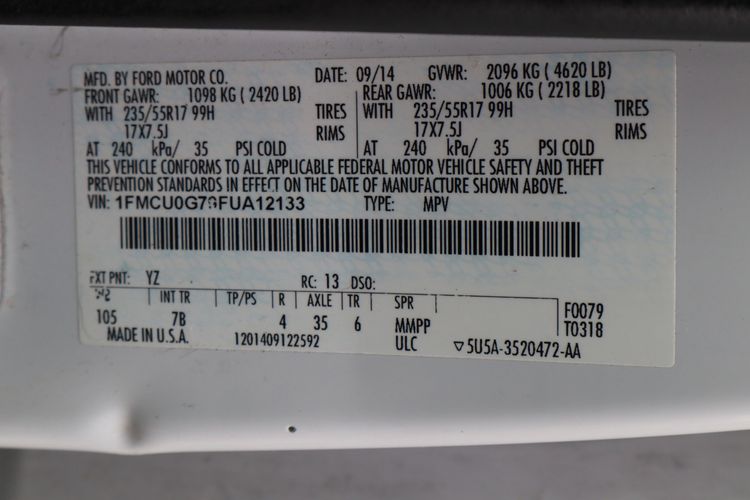 MFD. BY FORD MOTOR CO. DATE: 09/14 GVWR: 2096 KG ( 4620 LB)
FRONT GAWR: 1098 KG ( 2420 LB) REAR GAWR: 1006 KG ( 2218 LB)
WITH 235/55R17 99H TIRES WITH 235/55R17 99H TIRES
17X7.5J RIMS 17X7.5J RIMS
AT 240 kPa/ 35 PSI COLD AT 240 kPa/ 35 PSI COLD
THIS VEHICLE CONFORMS TO ALL APPLICABLE FEDERAL MOTOR VEHICLE SAFETY AND THEFT
PREVENTION STANDARDS IN EFFECT ON THE DATE OF MANUFACTURE SHOWN ABOVE.
VIN: 1FMCU0G79FUA12133 TYPE: MPV
EXT PNT: YZ RC: 13 DSO:
INT TR TP/PS R AXLE TR SPR F0079
105 7B 4 35 6 MMPP T0318
MADE IN U.S.A. 1201409122592 ULC ▽5U5A-3520472-AA